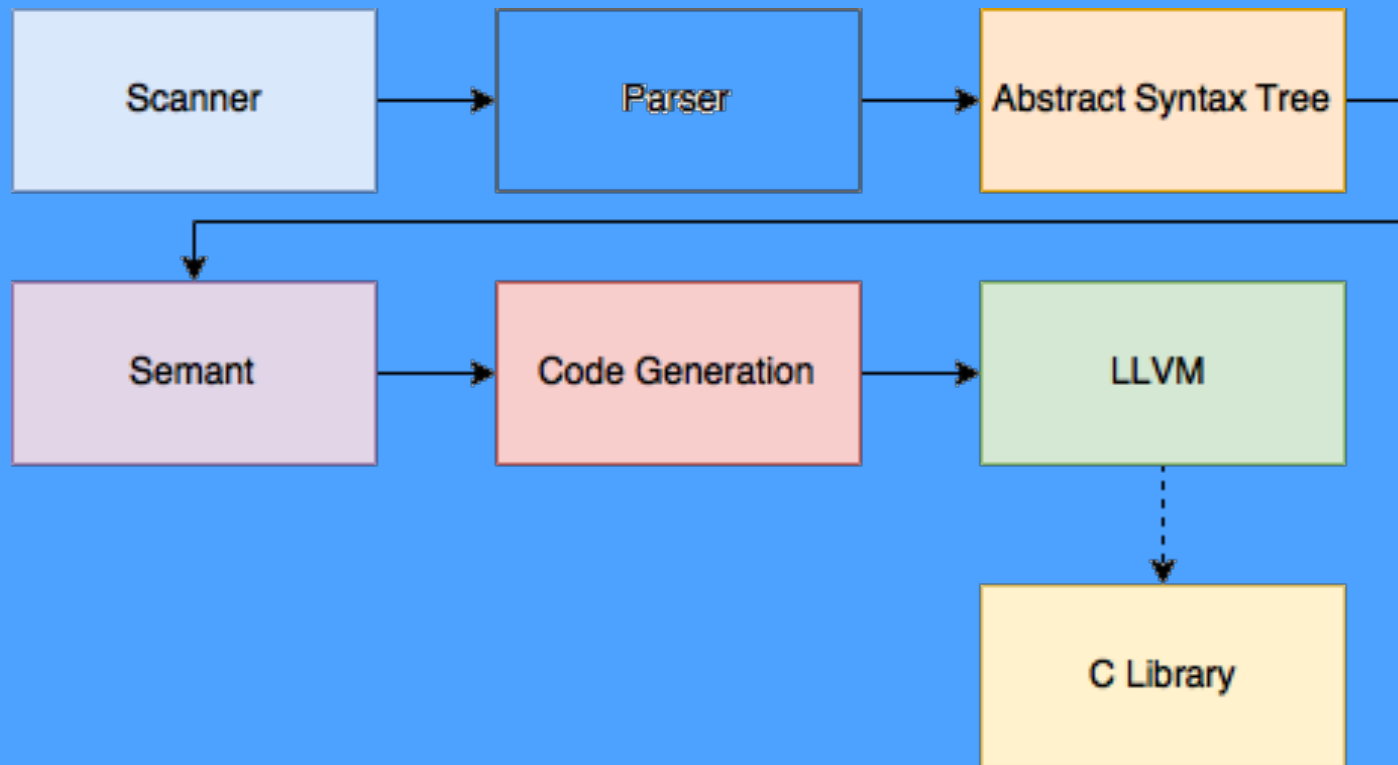 Scanner
Parser
Abstract Syntax Tree
Semant
Code Generation
LLVM
C Library